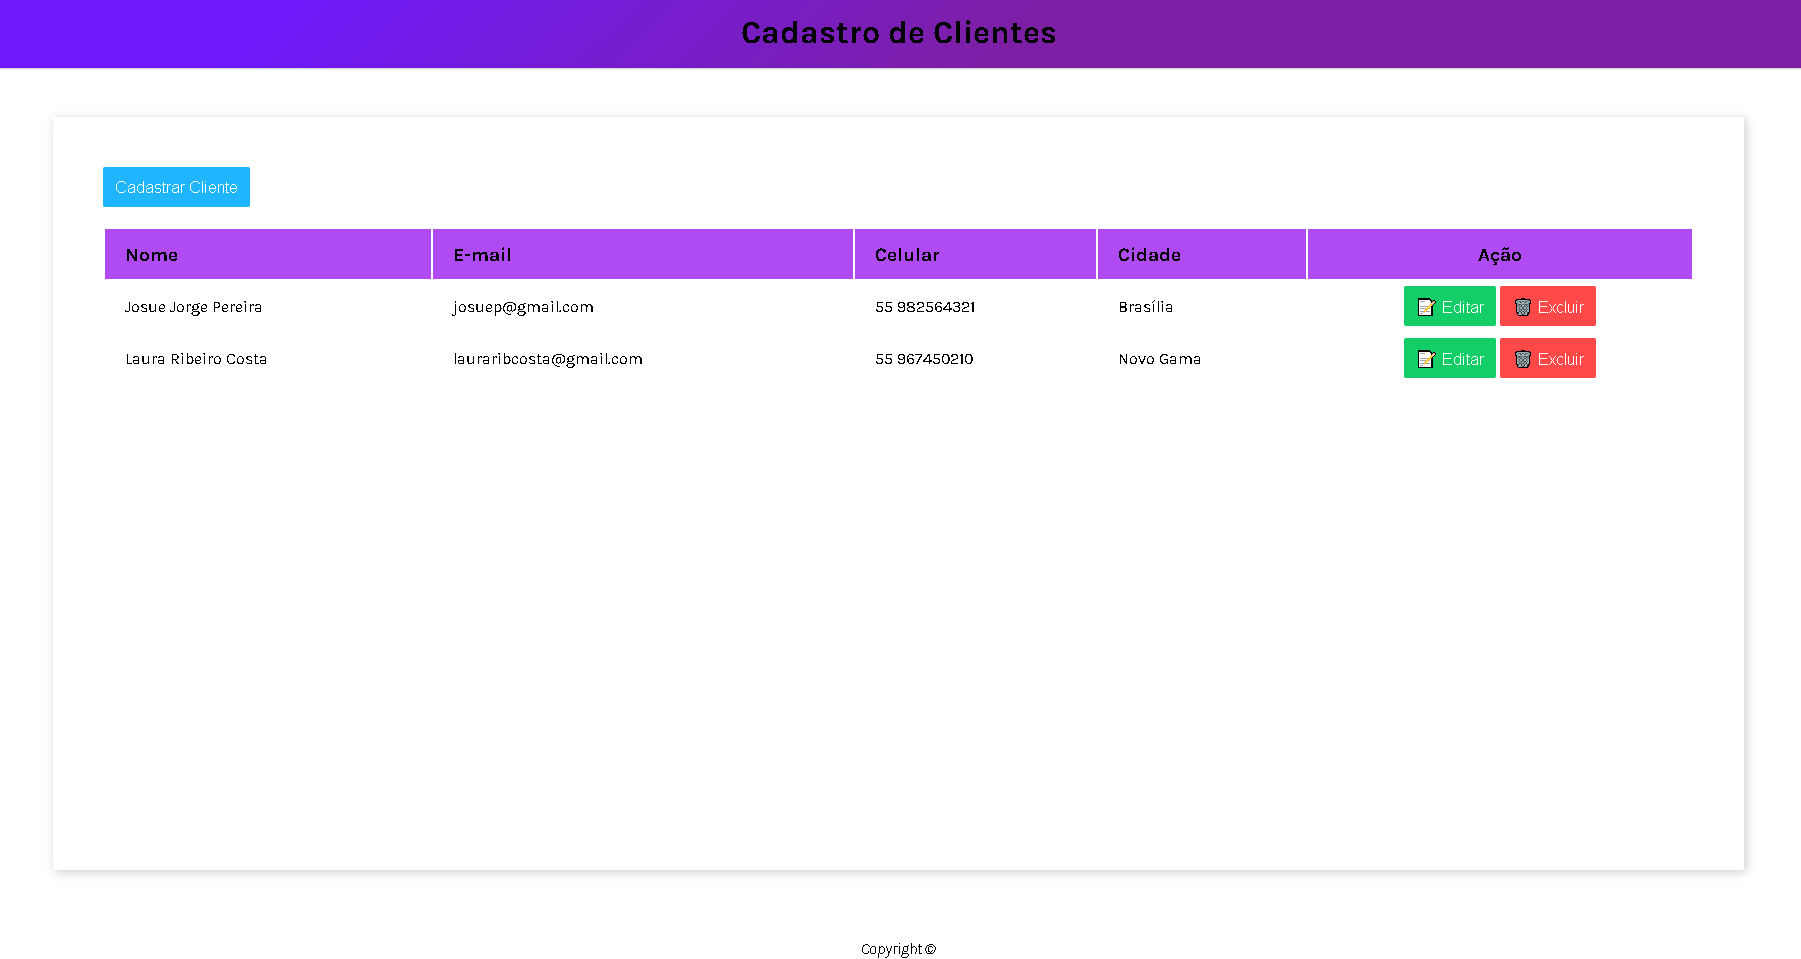 Cadastro de Clientes
Cadastrar Cliente
Nome E-mail Celular Cidade Ação
Josue Jorge Pereira josuep@gmail.com 55 982564321 Brasília Editar Excluir
Laura Ribeiro Costa lauraribcosta@gmail.com 55 967450210 Novo Gama Editar Excluir
Copyright ©